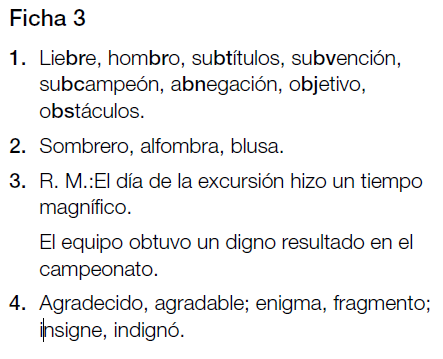 Ficha 3
1. Liebre, hombro, subtítulos, subvención,
subcampeón, abnegación, objetivo,
obstáculos.
2. Sombrero, alfombra, blusa.
3. R. M.:El día de la excursión hizo un tiempo
magnífico.
El equipo obtuvo un digno resultado en el
campeonato.
4. Agradecido, agradable; enigma, fragmento;
insigne, indignó.